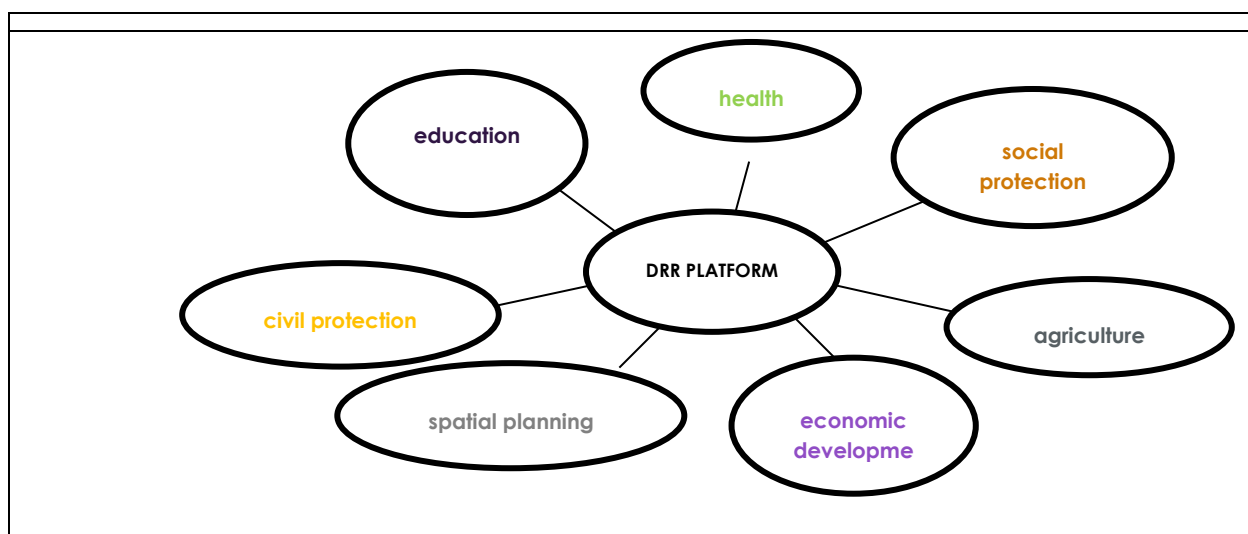 health
education
social
protection
DRR PLATFORM
civil protection
agriculture
spatial planning
economic
developme